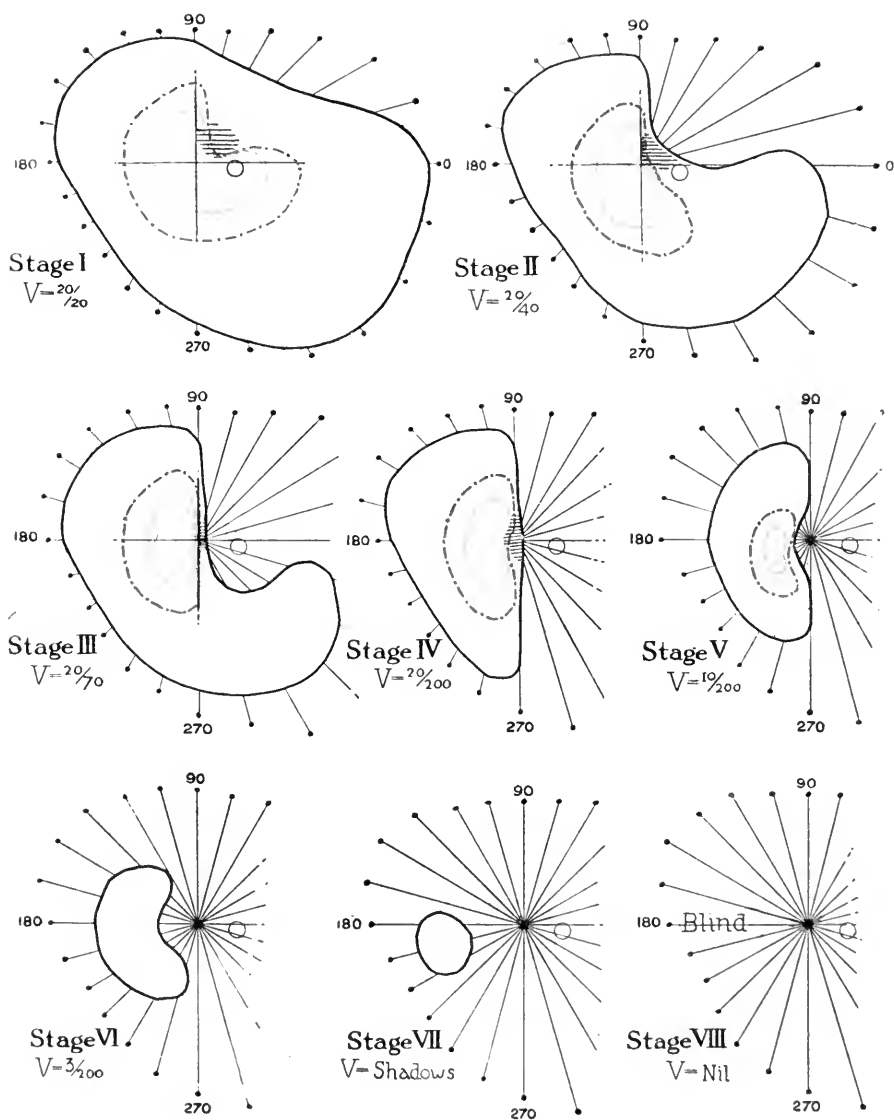 90
180
0
270
Stage I
V=20/20
90
180
0
270
Stage II
V=20/40
90
180
270
Stage III
V=20/70
90
180
270
Stage IV
V=20/200
90
180
270
Stage V
V=10/200
90
180
270
Stage VI
V=3/200
90
180
270
Stage VII
V=Shadows
90
180
Blind
270
Stage VIII
V=Nil